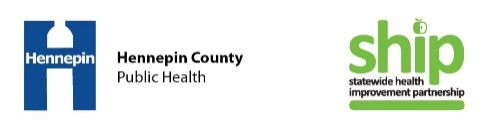 Hennepin
Hennepin County
Public Health
ship
statewide health
improvement partnership